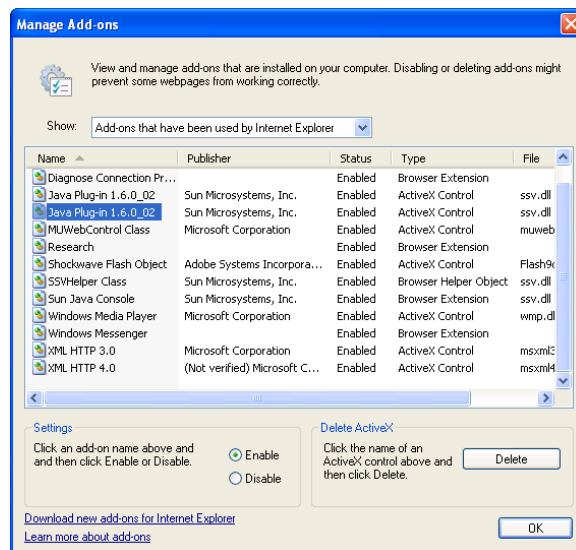 Manage Add-ons
View and manage add-ons that are installed on your computer. Disabling or deleting add-ons might
prevent some webpages from working correctly.
Show: Add-ons that have been used by Internet Explorer
Name Publisher Status Type File
Diagnose Connection Pr... Enabled Browser Extension
Java Plug-in 1.6.0_02 Sun Microsystems, Inc. Enabled ActiveX Control ssv.dll
Java Plug-in 1.6.0_02 Sun Microsystems, Inc. Enabled ActiveX Control ssv.dll
MUWebControl Class Microsoft Corporation Enabled ActiveX Control muweb
Research Enabled Browser Extension
Shockwave Flash Object Adobe Systems Incorpora... Enabled ActiveX Control Flash9
SSVHelper Class Sun Microsystems, Inc. Enabled Browser Helper Object ssv.dll
Sun Java Console Sun Microsystems, Inc. Enabled Browser Extension ssv.dll
Windows Media Player Microsoft Corporation Enabled ActiveX Control wmp.dl
Windows Messenger Enabled Browser Extension
XML HTTP 3.0 Microsoft Corporation Enabled ActiveX Control msxml3
XML HTTP 4.0 (Not verified) Microsoft C... Enabled ActiveX Control msxml4
Settings
Click an add-on name above and
and then click Enable or Disable.
Enable
Disable
Delete ActiveX
Click the name of an
ActiveX control above and
then click Delete.
Delete
Download new add-ons for Internet Explorer
Learn more about add-ons
OK